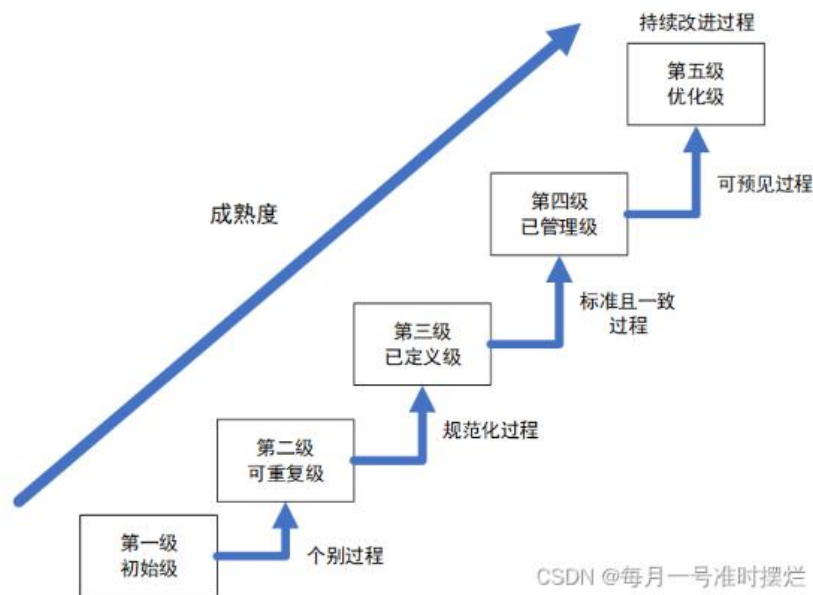 持续改进过程
第五级
优化级
可预见过程
第四级
已管理级
成熟度
标准且一致
过程
第三级
已定义级
规范化过程
第二级
可重复级
个别过程
第一级
初始级
CSDN @每月一号准时摆烂